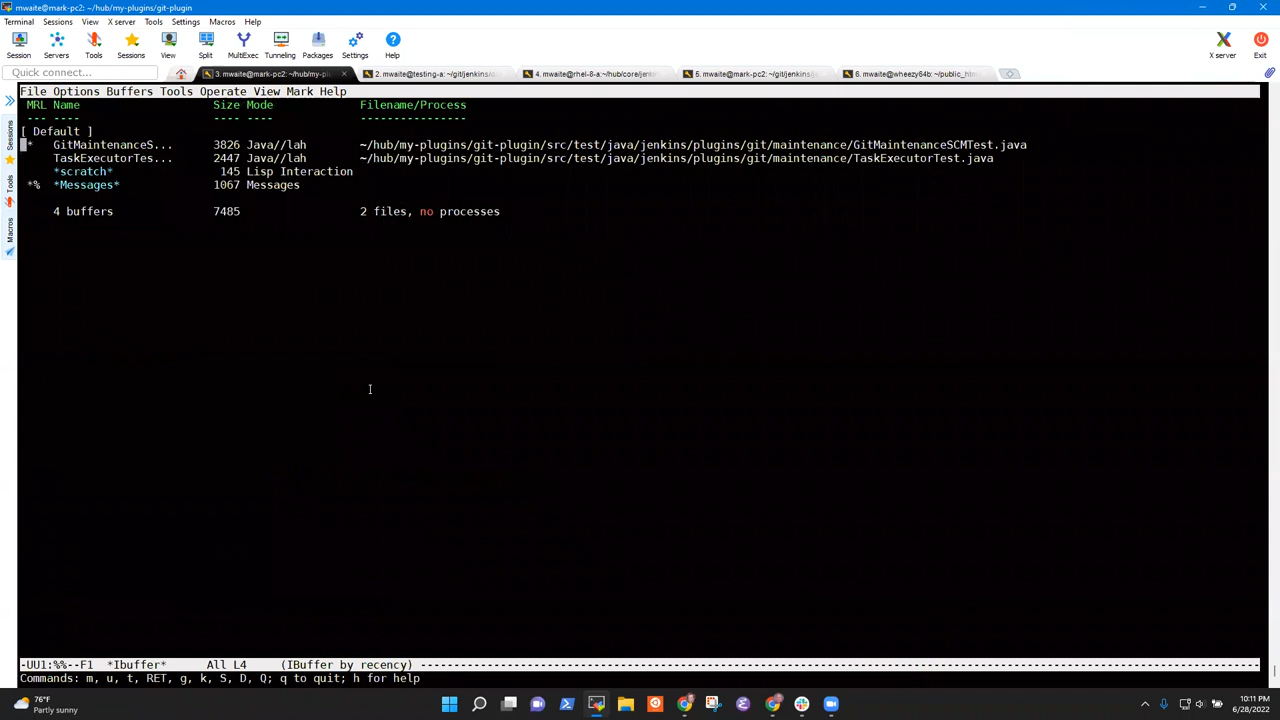 mwaite@mark-pc2: ~/hub/my-plugins/git-plugin
Terminal Sessions View X server Tools Settings Macros Help
Session Servers Tools Sessions View Split MultiExec Tunneling Packages Settings Help X server Exit
Quick connect...
3. mwaite@mark-pc2: ~/hub/my-pl
2. mwaite@testing-a: ~/git/jenkins/
4. mwaite@rhel-8-a:~/hub/core/jen
5. mwaite@mark-pc2: ~/git/jenkins/
6. mwaite@wheezy64b: ~/public_htm
Sessions
Tools
Macros
File Options Buffers Tools Operate View Mark Help
MRL Name Size Mode Filename/Process
--- ---- ---- ---- ----------------
[ Default ]
* GitMaintenanceS... 3826 Java//lah ~/hub/my-plugins/git-plugin/src/test/java/jenkins/plugins/git/maintenance/GitMaintenanceSCMTest.java
TaskExecutorTes... 2447 Java//lah ~/hub/my-plugins/git-plugin/src/test/java/jenkins/plugins/git/maintenance/TaskExecutorTest.java
*scratch* 145 Lisp Interaction
*% *Messages* 1067 Messages
4 buffers 7485 2 files, no processes
-UU1:%%--F1 *Ibuffer* All L4 (IBuffer by recency) ----------------------------------------
Commands: m, u, t, RET, g, k, S, D, Q; q to quit; h for help
76°F
Partly sunny
10:11 PM
6/28/2022